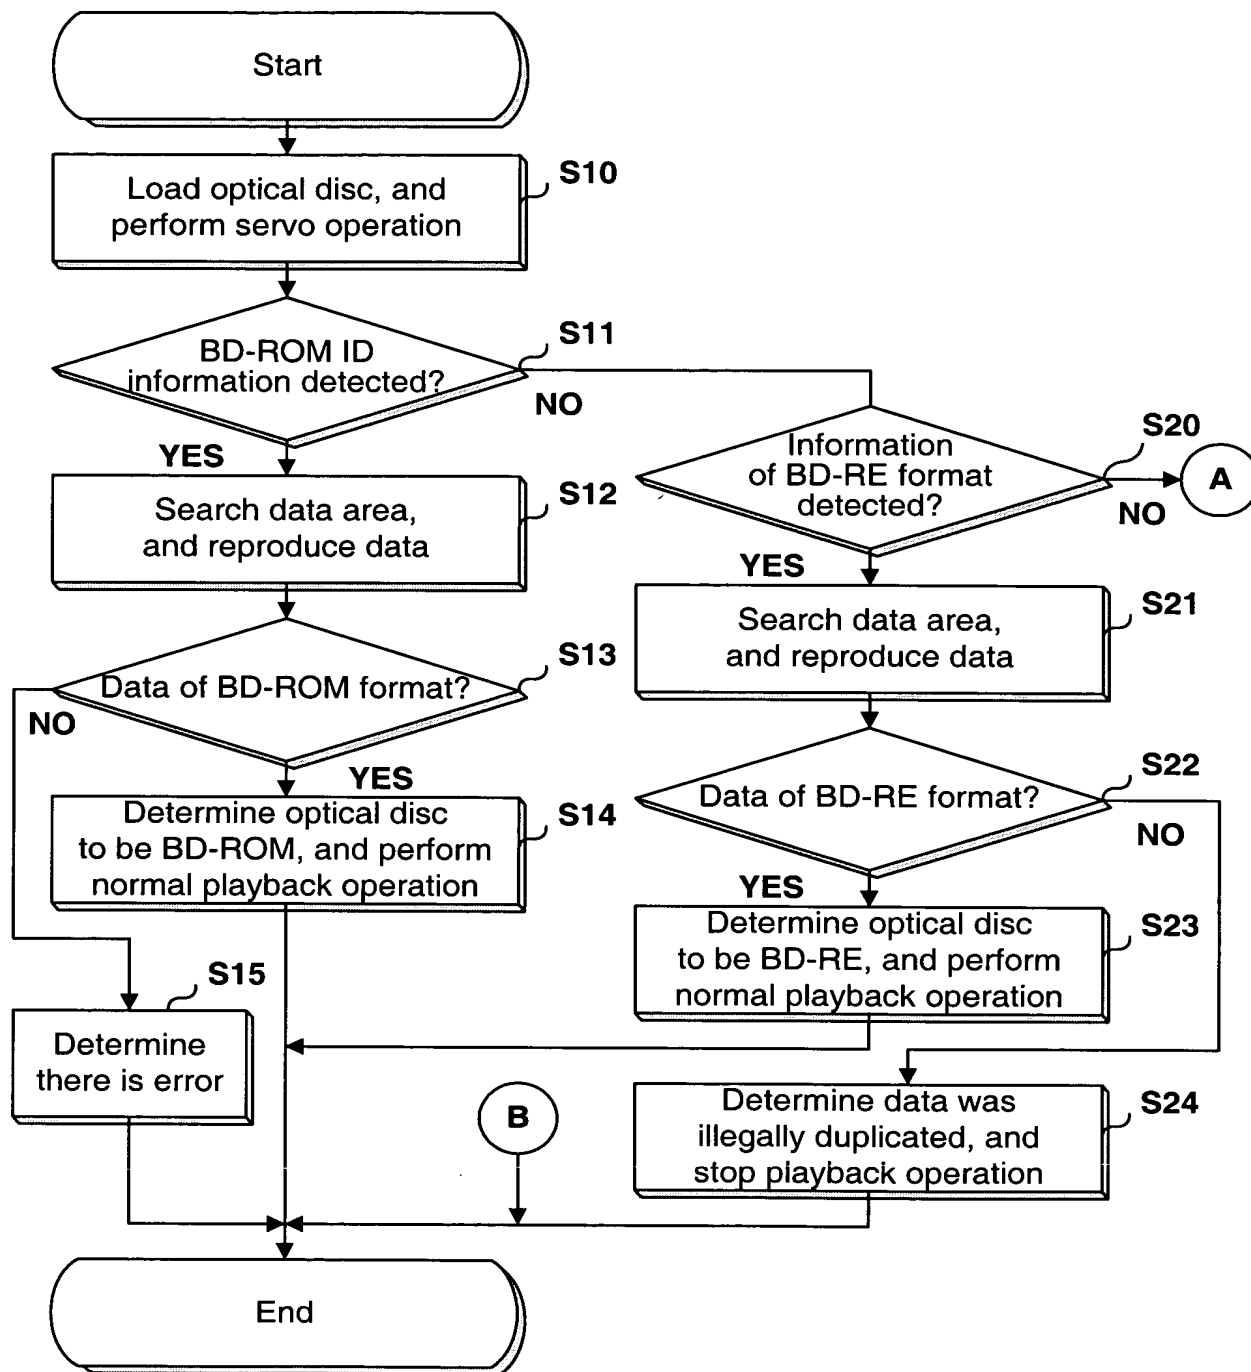 Start
S10
Load optical disc, and
perform servo operation
S11
BD-ROM ID
information detected?
NO
YES
S20
Information
of BD-RE format
detected?
A
NO
YES
S12
Search data area,
and reproduce data
S21
Search data area,
and reproduce data
S13
Data of BD-ROM format?
NO
YES
S22
Data of BD-RE format?
NO
YES
S14
Determine optical disc
to be BD-ROM, and perform
normal playback operation
S23
Determine optical disc
to be BD-RE, and perform
normal playback operation
S15
Determine
there is error
B
S24
Determine data was
illegally duplicated, and
stop playback operation
End